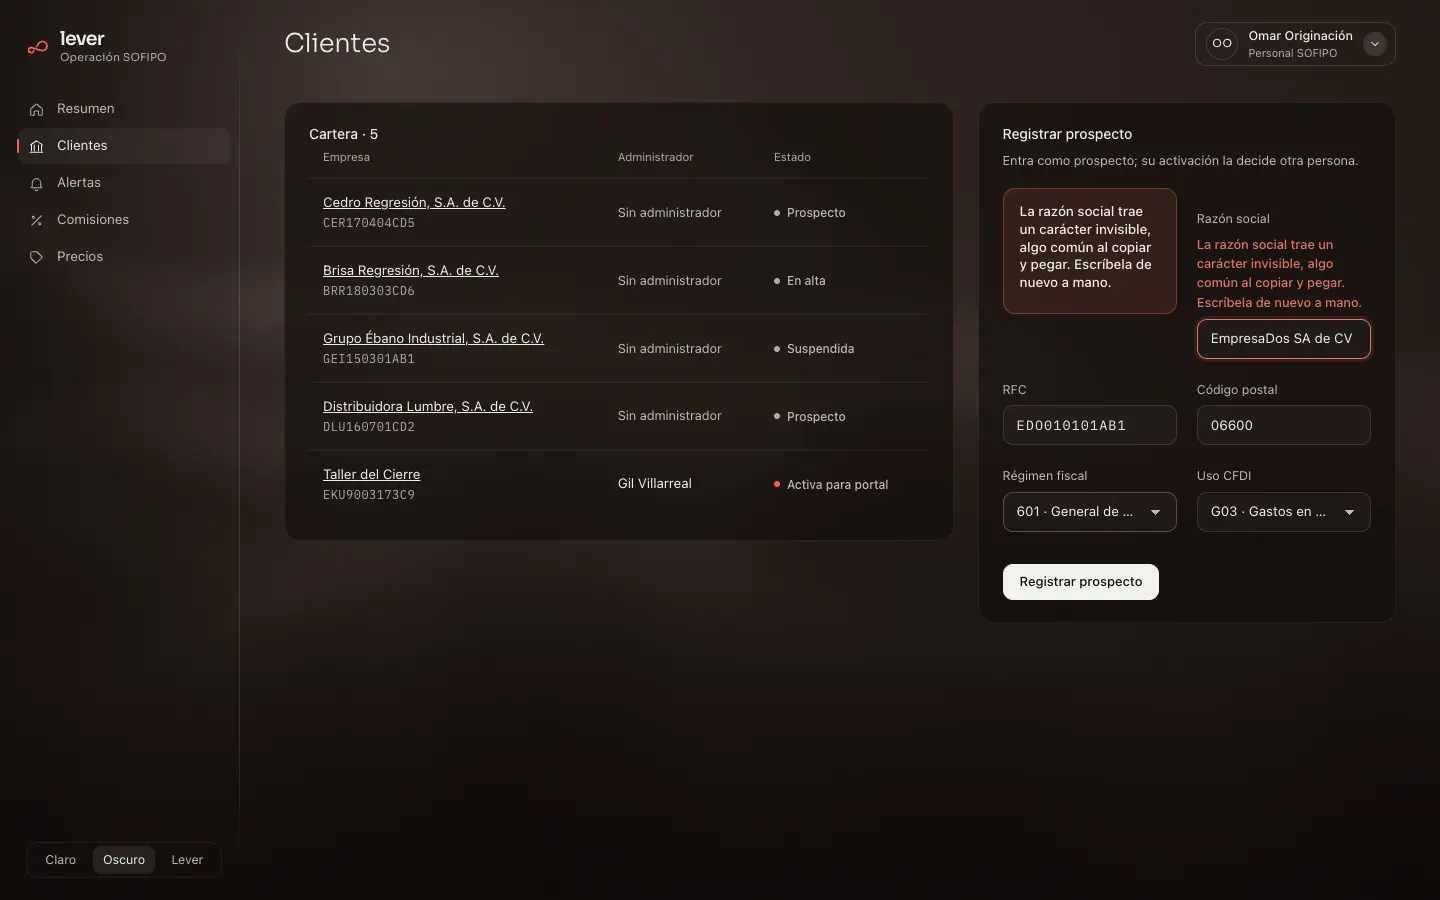 lever
Operación SOFIPO
Resumen
Clientes
Alertas
Comisiones
Precios
Claro
Oscuro
Lever
Clientes
OO
Omar Originación
Personal SOFIPO
Cartera · 5
Empresa
Administrador
Estado
Cedro Regresión, S.A. de C.V.
CER170404CD5
Sin administrador
Prospecto
Brisa Regresión, S.A. de C.V.
BRR180303CD6
Sin administrador
En alta
Grupo Ébano Industrial, S.A. de C.V.
GEI150301AB1
Sin administrador
Suspendida
Distribuidora Lumbre, S.A. de C.V.
DLU160701CD2
Sin administrador
Prospecto
Taller del Cierre
EKU9003173C9
Gil Villarreal
Activa para portal
Registrar prospecto
Entra como prospecto; su activación la decide otra persona.
La razón social trae
un carácter invisible,
algo común al copiar
y pegar. Escríbela de
nuevo a mano.
Razón social
La razón social trae un
carácter invisible, algo
común al copiar y pegar.
Escríbela de nuevo a mano.
EmpresaDos SA de CV
RFC
EDO010101AB1
Código postal
06600
Régimen fiscal
601 · General de ...
Uso CFDI
G03 · Gastos en ...
Registrar prospecto